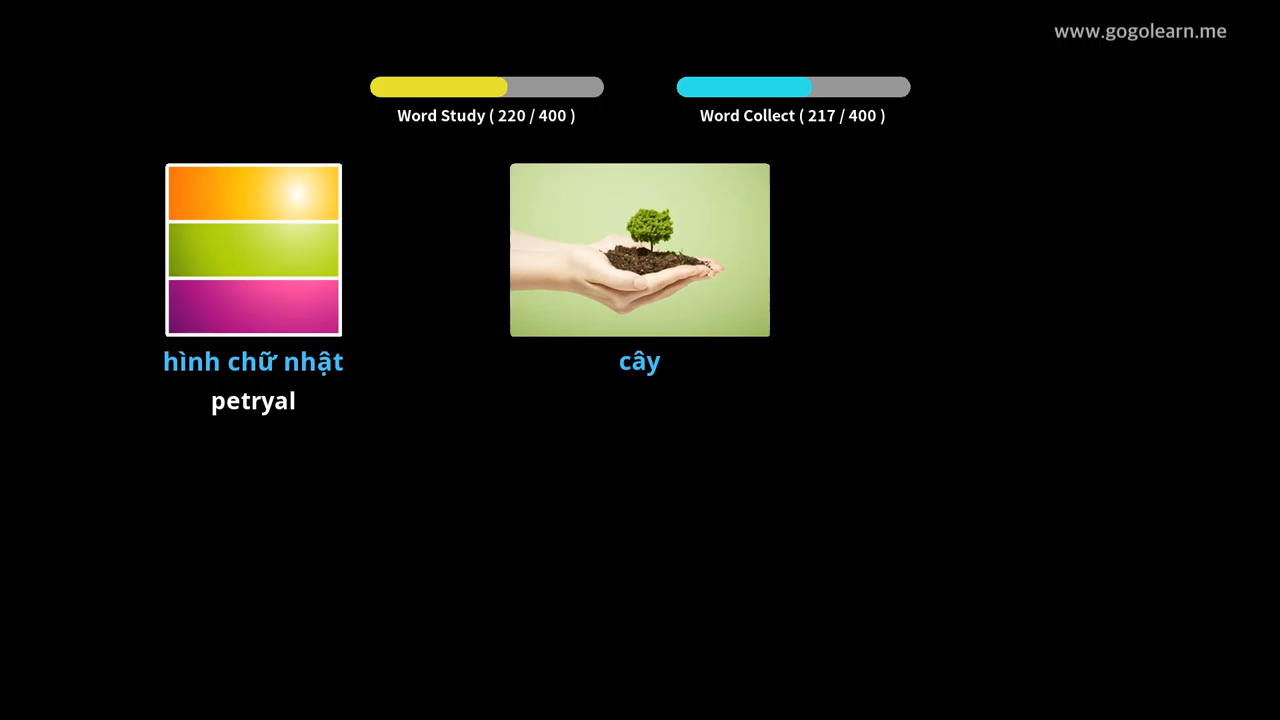 www.gogolearn.me
Word Study ( 220 / 400 )
Word Collect ( 217 / 400 )
hình chữ nhật
petryal
cây